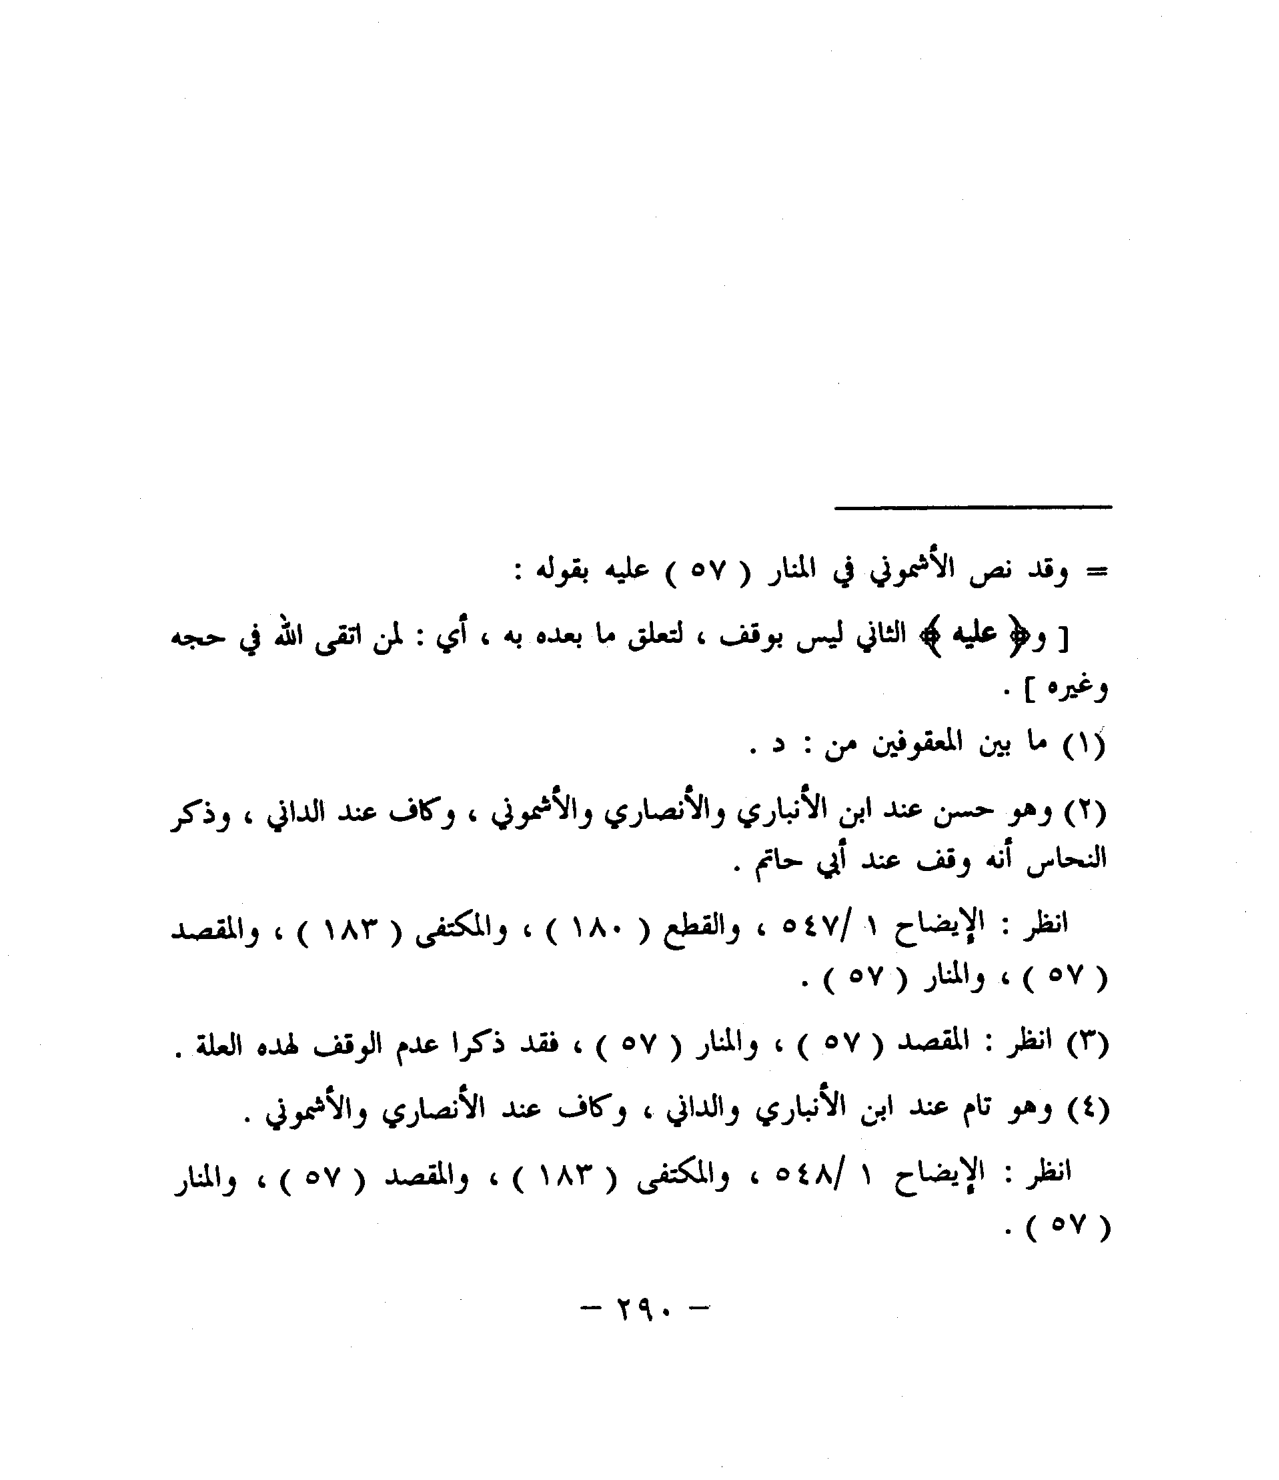 = وقد نص الأشموني في المنار ( ٥٧ ) عليه بقوله :
[ و﴿ عليه ﴾ الثاني ليس بوقف ، لتعلق ما بعده به ، أي : لمن اتقى الله في حجه
وغيره ] .
(١) ما بين المعقوفين من : د .
(٢) وهو حسن عند ابن الأنباري والأنصاري والأشموني ، وكاف عند الداني ، وذكر
النحاس أنه وقف عند أبي حاتم .
انظر : الإيضاح ١ /٥٤٧ ، والقطع ( ١٨٠ ) ، والمكتفى ( ١٨٣ ) ، والمقصد
( ٥٧ ) ، والمنار ( ٥٧ ) .
(٣) انظر : المقصد ( ٥٧ ) ، والمنار ( ٥٧ ) ، فقد ذكرا عدم الوقف لهده العلة .
(٤) وهو تام عند ابن الأنباري والداني ، وكاف عند الأنصاري والأشموني .
انظر : الإيضاح ١ /٥٤٨ ، والمكتفى ( ١٨٣ ) ، والمقصد ( ٥٧ ) ، والمنار
( ٥٧ ) .
– ٢٩٠ –